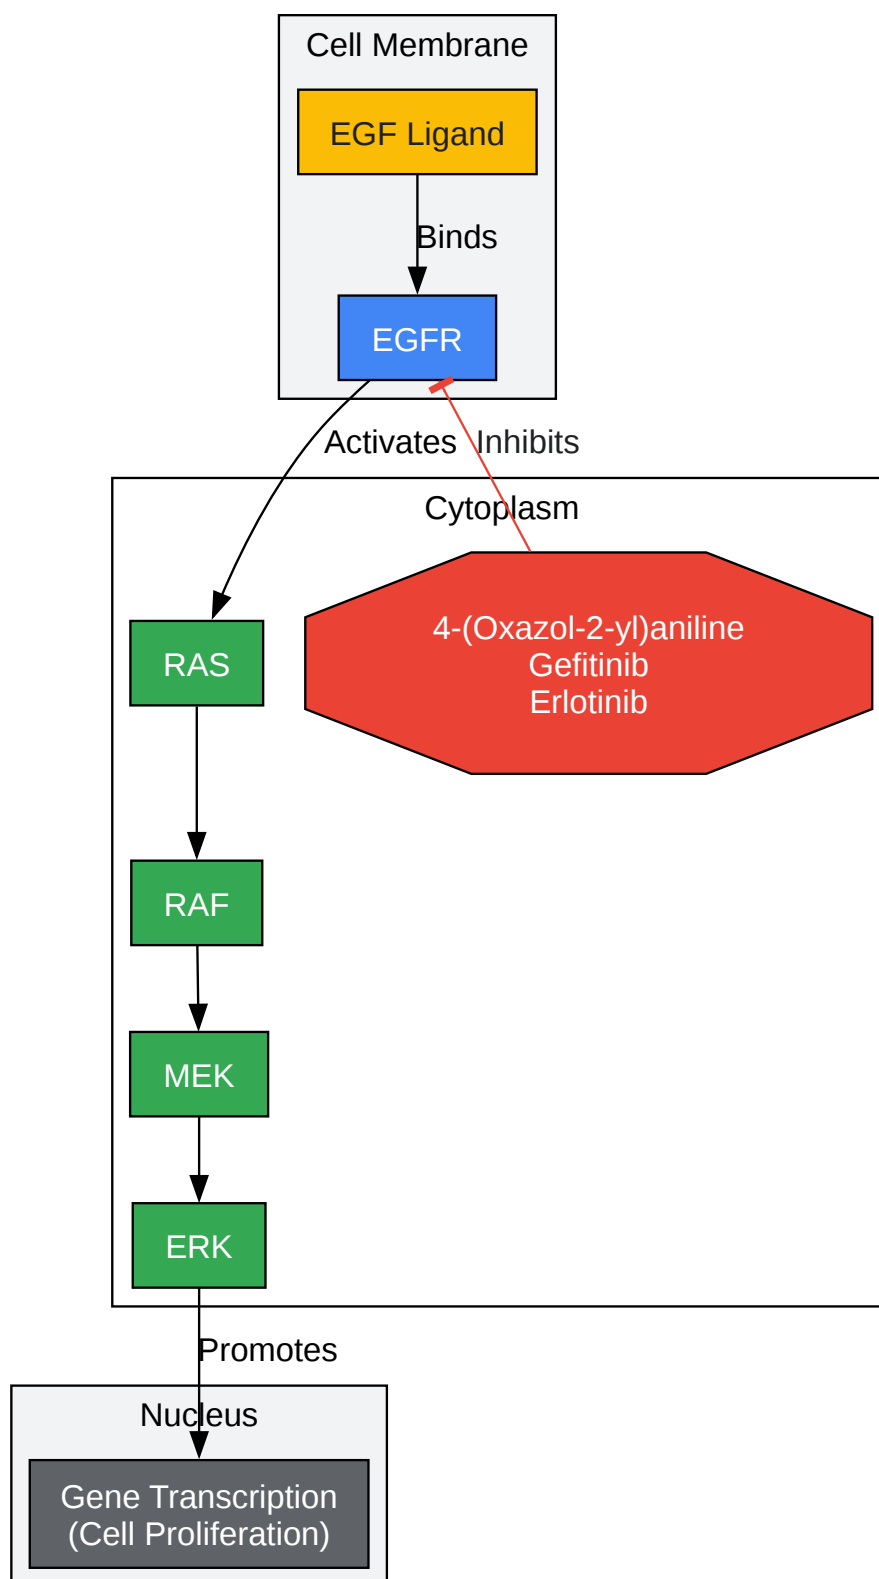 Cell Membrane
EGF Ligand
Binds
EGFR
Activates
Inhibits
Cytoplasm
4-(Oxazol-2-yl)aniline
Gefitinib
Erlotinib
RAS
RAF
MEK
ERK
Promotes
Nucleus
Gene Transcription
(Cell Proliferation)